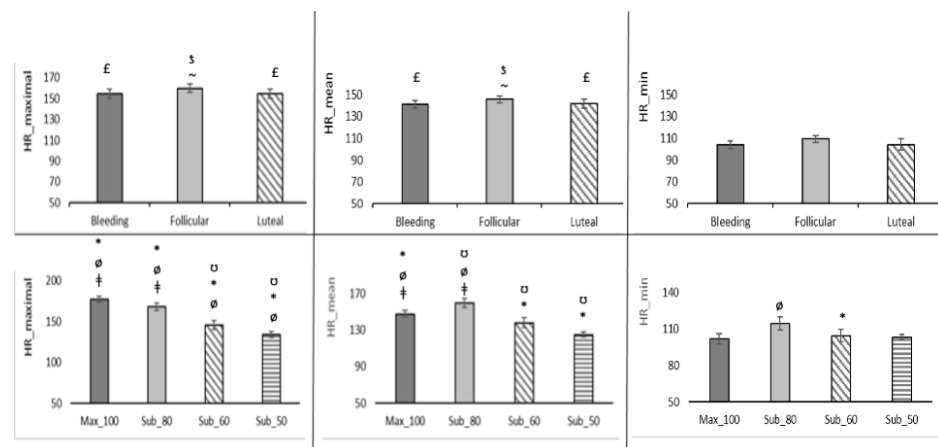 £ $ £
~
HR_maximal
170
150
130
110
90
70
50
Bleeding Follicular Luteal
£ $ £
~
HR_mean
150
130
110
90
70
50
Bleeding Follicular Luteal
HR_min
150
130
110
90
70
50
Bleeding Follicular Luteal
* * ʊ ʊ
ø ø * *
ǂ ǂ ø ø
HR_maximal
200
150
100
50
Max_100 Sub_80 Sub_60 Sub_50
* ʊ ʊ ʊ
ø ø * *
ǂ ǂ
HR_mean
170
130
90
50
Max_100 Sub_80 Sub_60 Sub_50
ø *
HR_min
140
110
80
50
Max_100 Sub_80 Sub_60 Sub_50